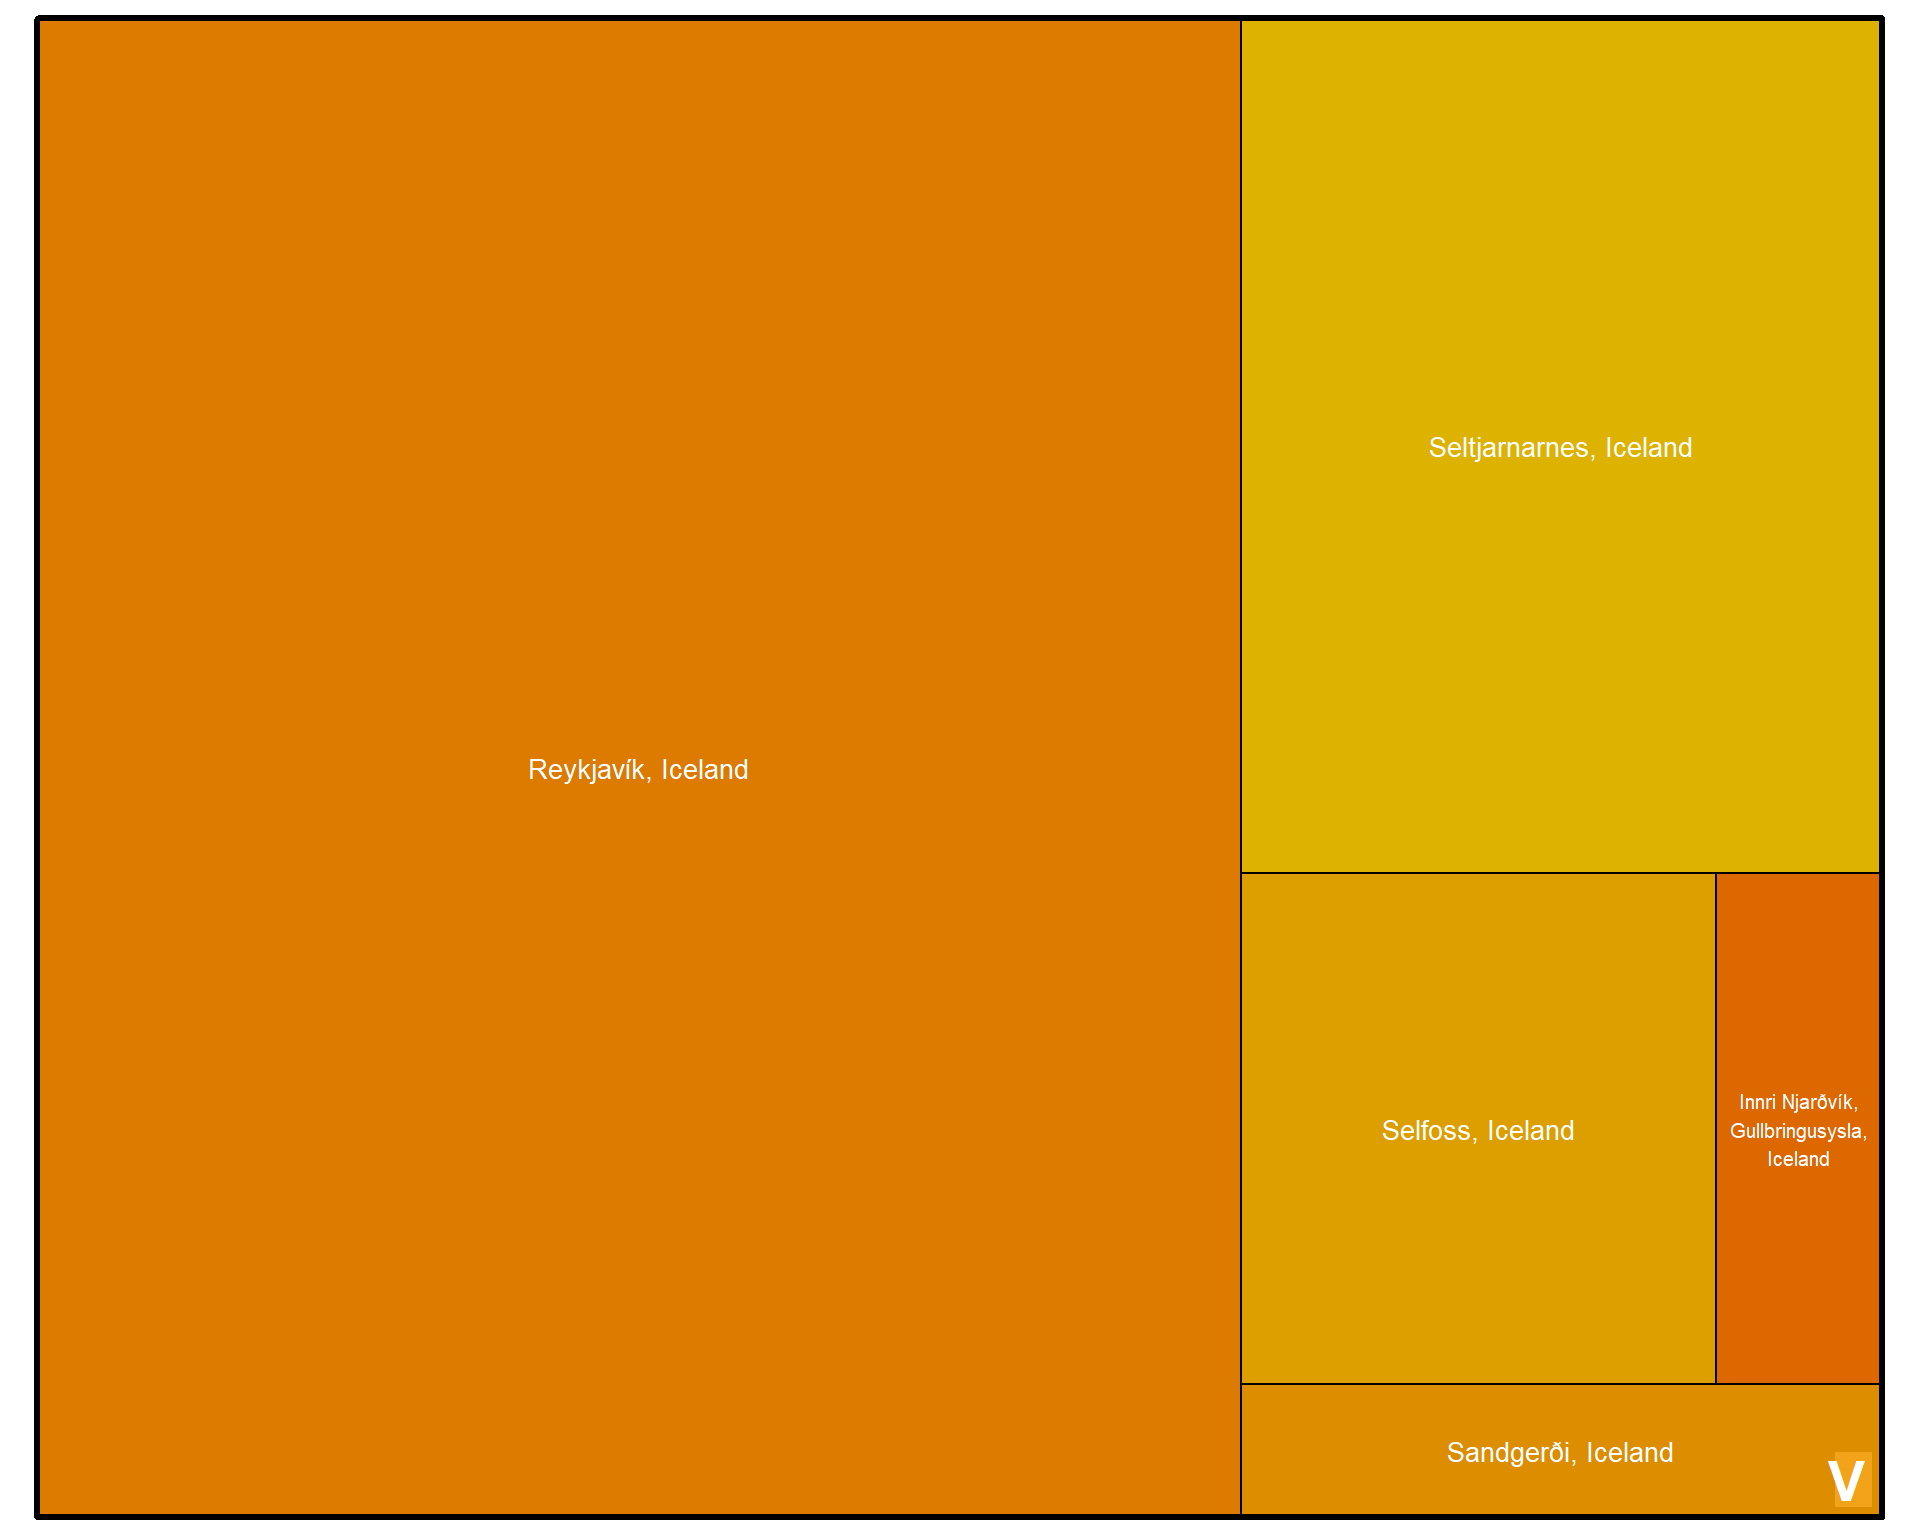 Seltjarnarnes, Iceland
Reykjavík, Iceland
Innri Njarðvík,
Gullbringusysla,
Iceland
Selfoss, Iceland
Sandgerði, Iceland
V